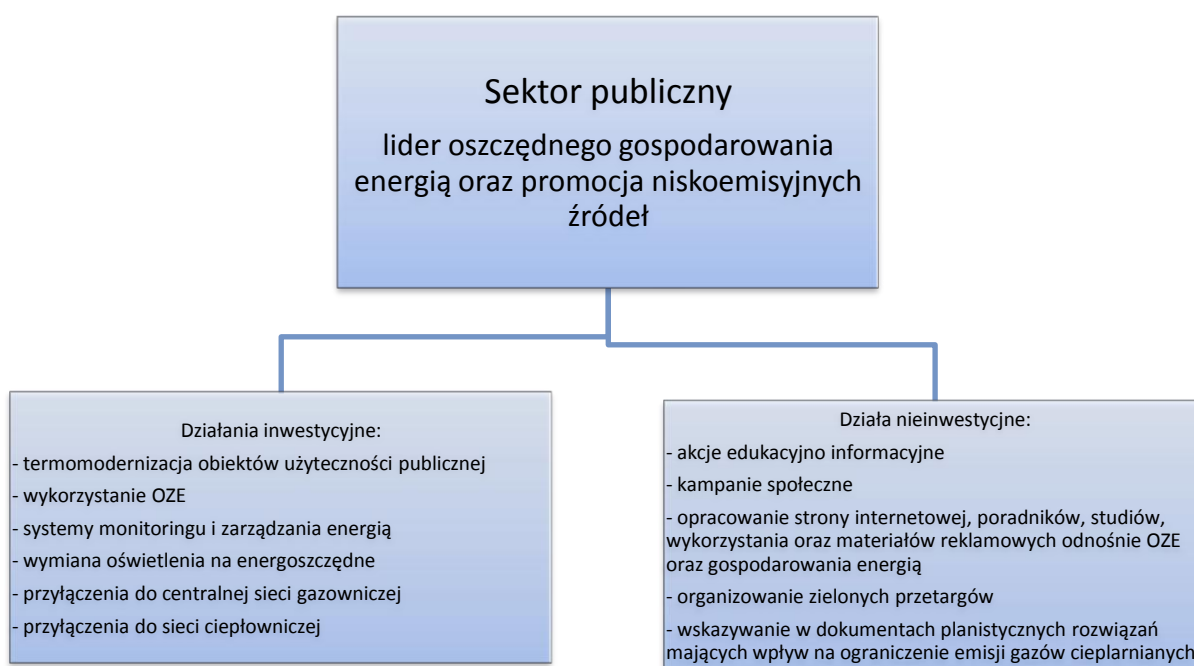 Sektor publiczny
lider oszczędnego gospodarowania
energią oraz promocja niskoemisyjnych
źródeł
Działania inwestycyjne:
- termomodernizacja obiektów użyteczności publicznej
- wykorzystanie OZE
- systemy monitoringu i zarządzania energią
- wymiana oświetlenia na energoszczędne
- przyłączenia do centralnej sieci gazowniczej
- przyłączenia do sieci ciepłowniczej
Działa nieinwestycjne:
- akcje edukacyjno informacyjne
- kampanie społeczne
- opracowanie strony internetowej, poradników, studiów,
wykorzystania oraz materiałów reklamowych odnośnie OZE
oraz gospodarowania energią
- organizowanie zielonych przetargów
- wskazywanie w dokumentach planistycznych rozwiązań
mających wpływ na ograniczenie emisji gazów cieplarnianych